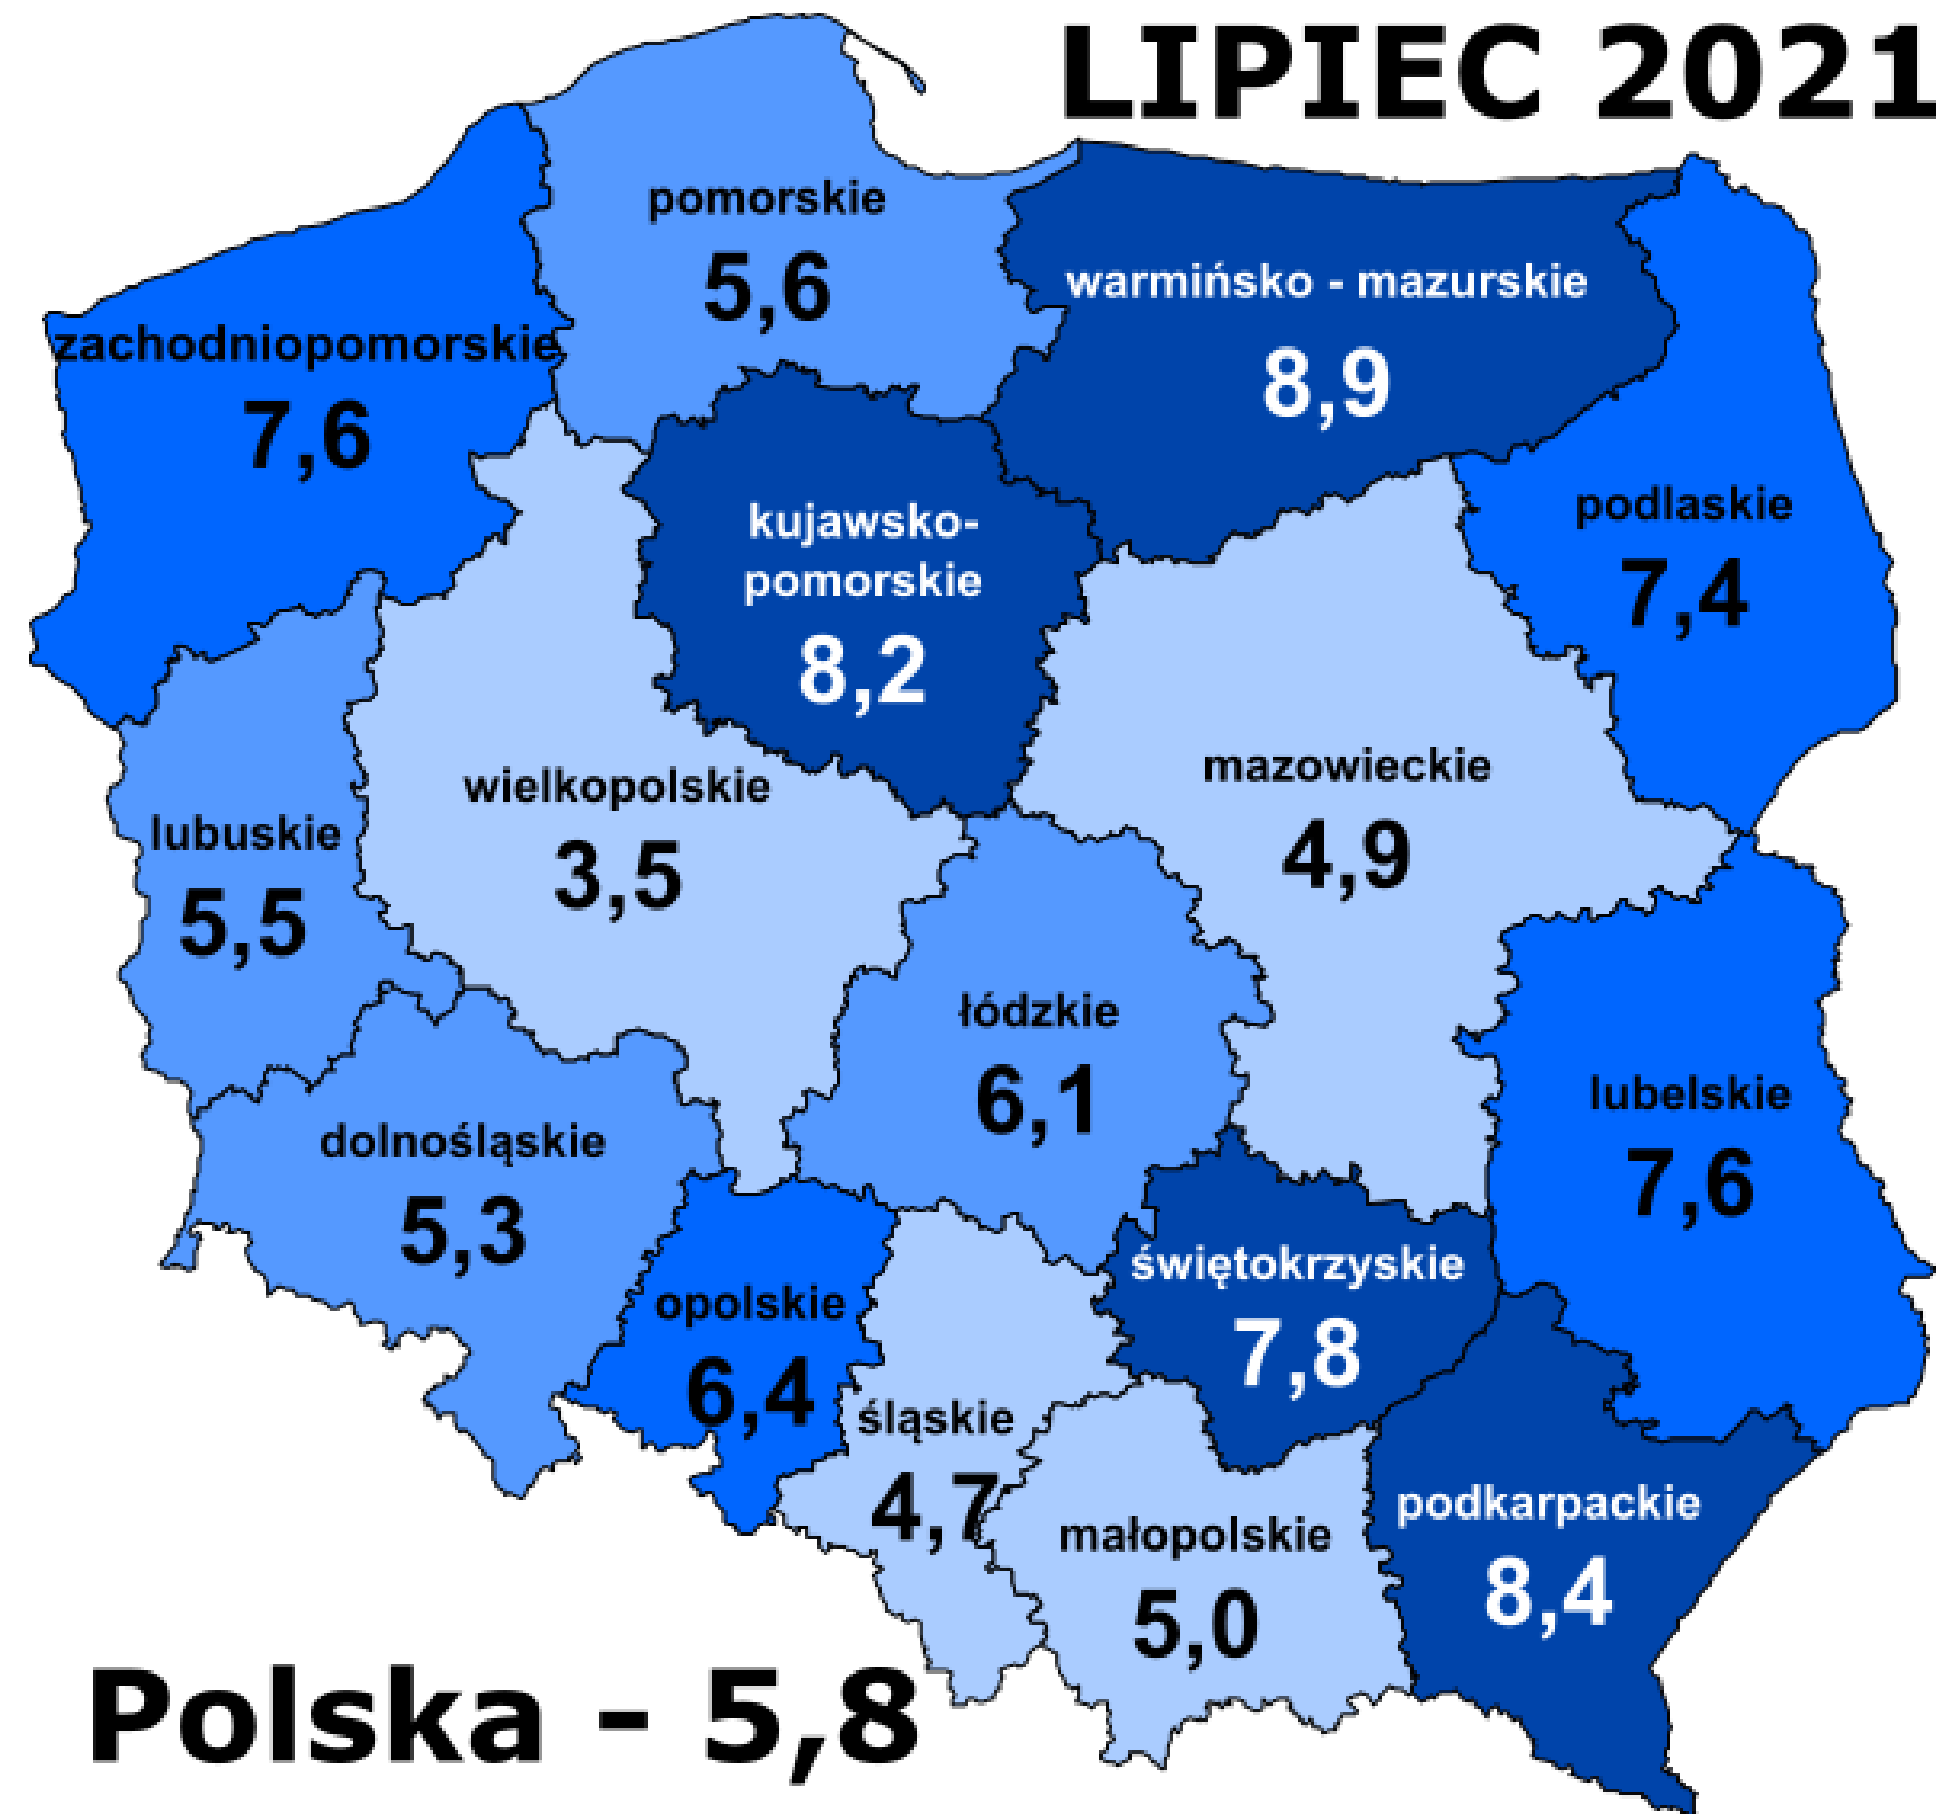 LIPIEC 2021
pomorskie
5,6
warmińsko - mazurskie
8,9
zachodniopomorskie
7,6
kujawsko-
pomorskie
8,2
podlaskie
7,4
wielkopolskie
3,5
mazowieckie
4,9
lubuskie
5,5
łódzkie
6,1
lubelskie
7,6
dolnośląskie
5,3
świętokrzyskie
7,8
opolskie
6,4
śląskie
4,7
małopolskie
5,0
podkarpackie
8,4
Polska - 5,8